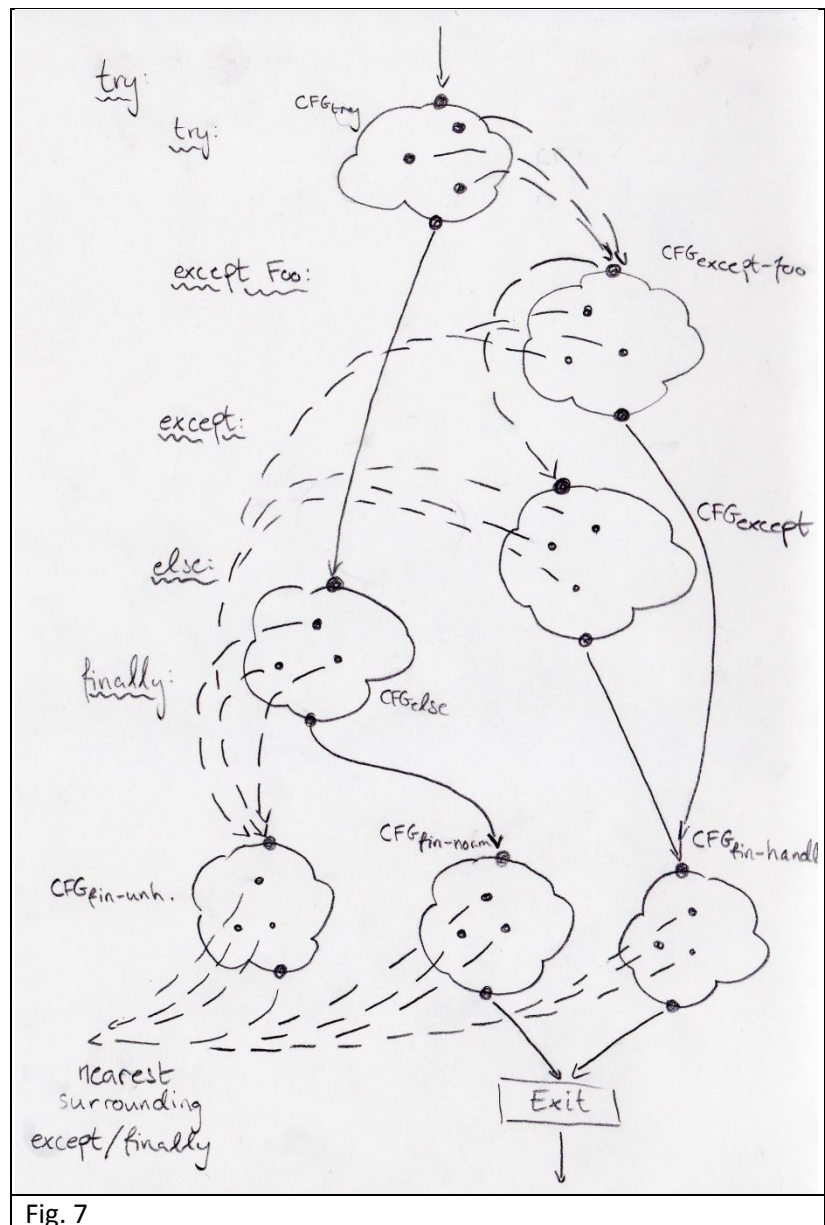 try:
CFGtry
try:
except Foo:
CFGexcept-foo
except:
CFGexcept
else:
finally:
CFGelse
CFGfin-norm
CFGfin-handl
CFGfin-unh.
nearest
surrounding
except/finally
Exit
Fig. 7